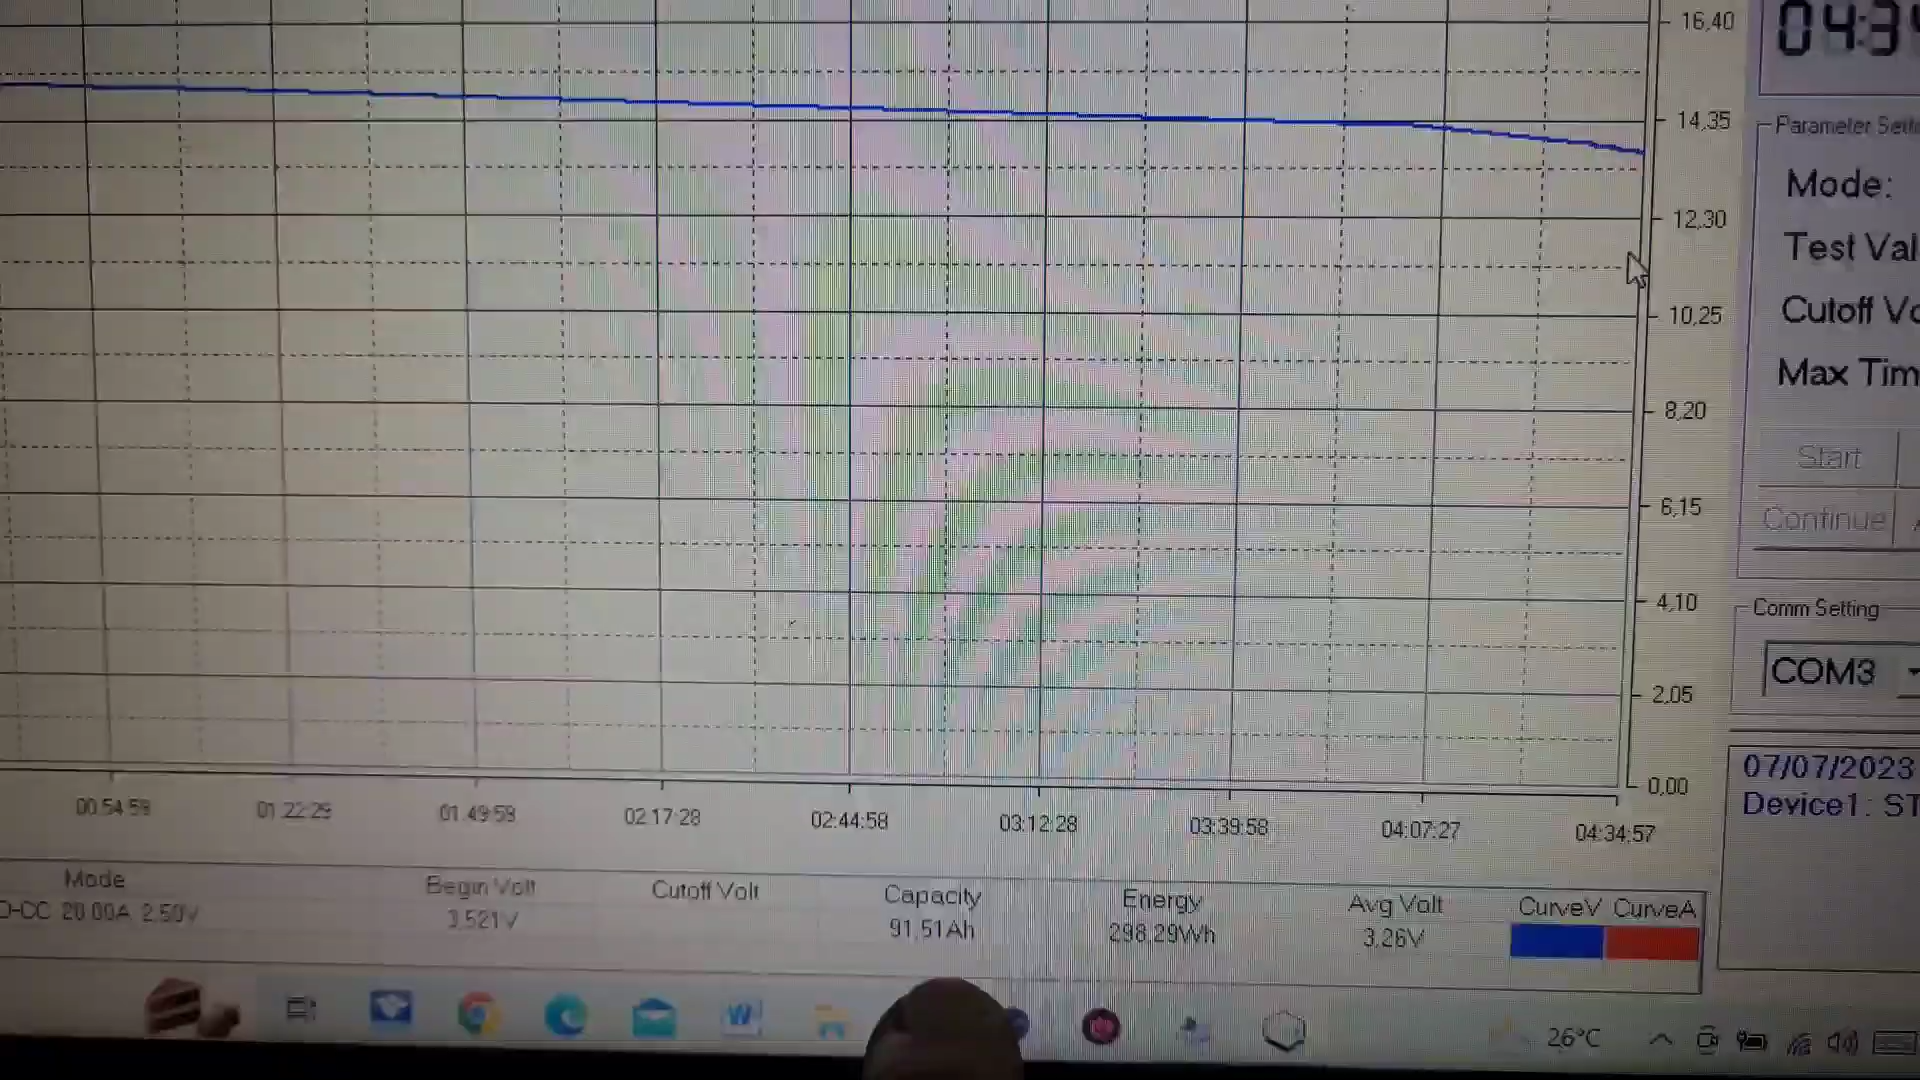 16,40
04:3
14,35
Parameter Setti
Mode:
12,30
Test Val
Cutoff Vo
10,25
Max Tim
8,20
Start
6,15
Continue
4,10
Comm Setting
COM3
2,05
07/07/2023
0,00
Device1: ST
00:54:59 01:22:29 01:49:59 02:17:28 02:44:58 03:12:28 03:39:58 04:07:27 04:34:57
Mode Begin Volt Cutoff Volt Capacity Energy Avg Volt CurveV CurveA
D-CC 20.00A 2.50V 3,521V 91,51Ah 298,29Wh 3,26V
26°C